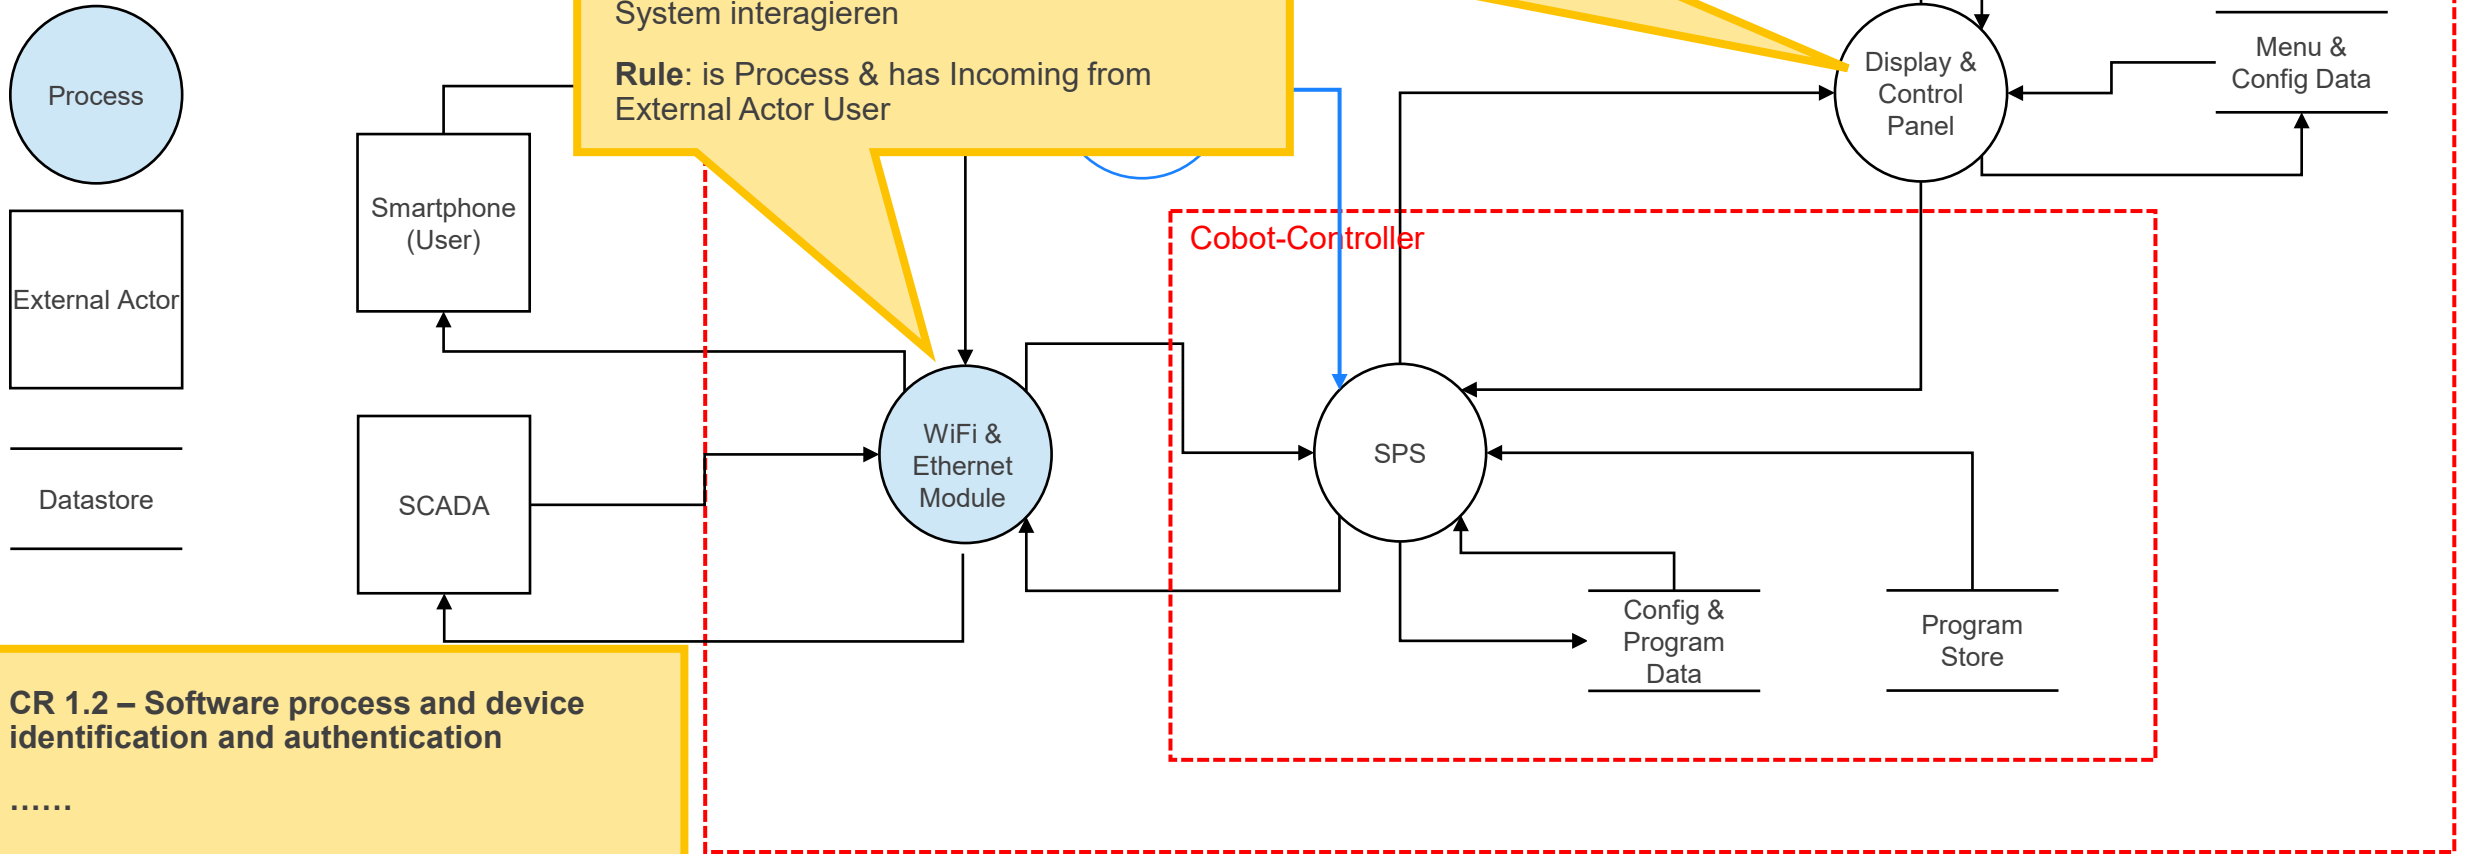 Process
External Actor
Datastore
System interagieren
Rule: is Process & has Incoming from
External Actor User
Smartphone
(User)
SCADA
WiFi &
Ethernet
Module
Cobot-Controller
SPS
Display &
Control
Panel
Menu &
Config Data
Config &
Program
Data
Program
Store
CR 1.2 – Software process and device
identification and authentication
......